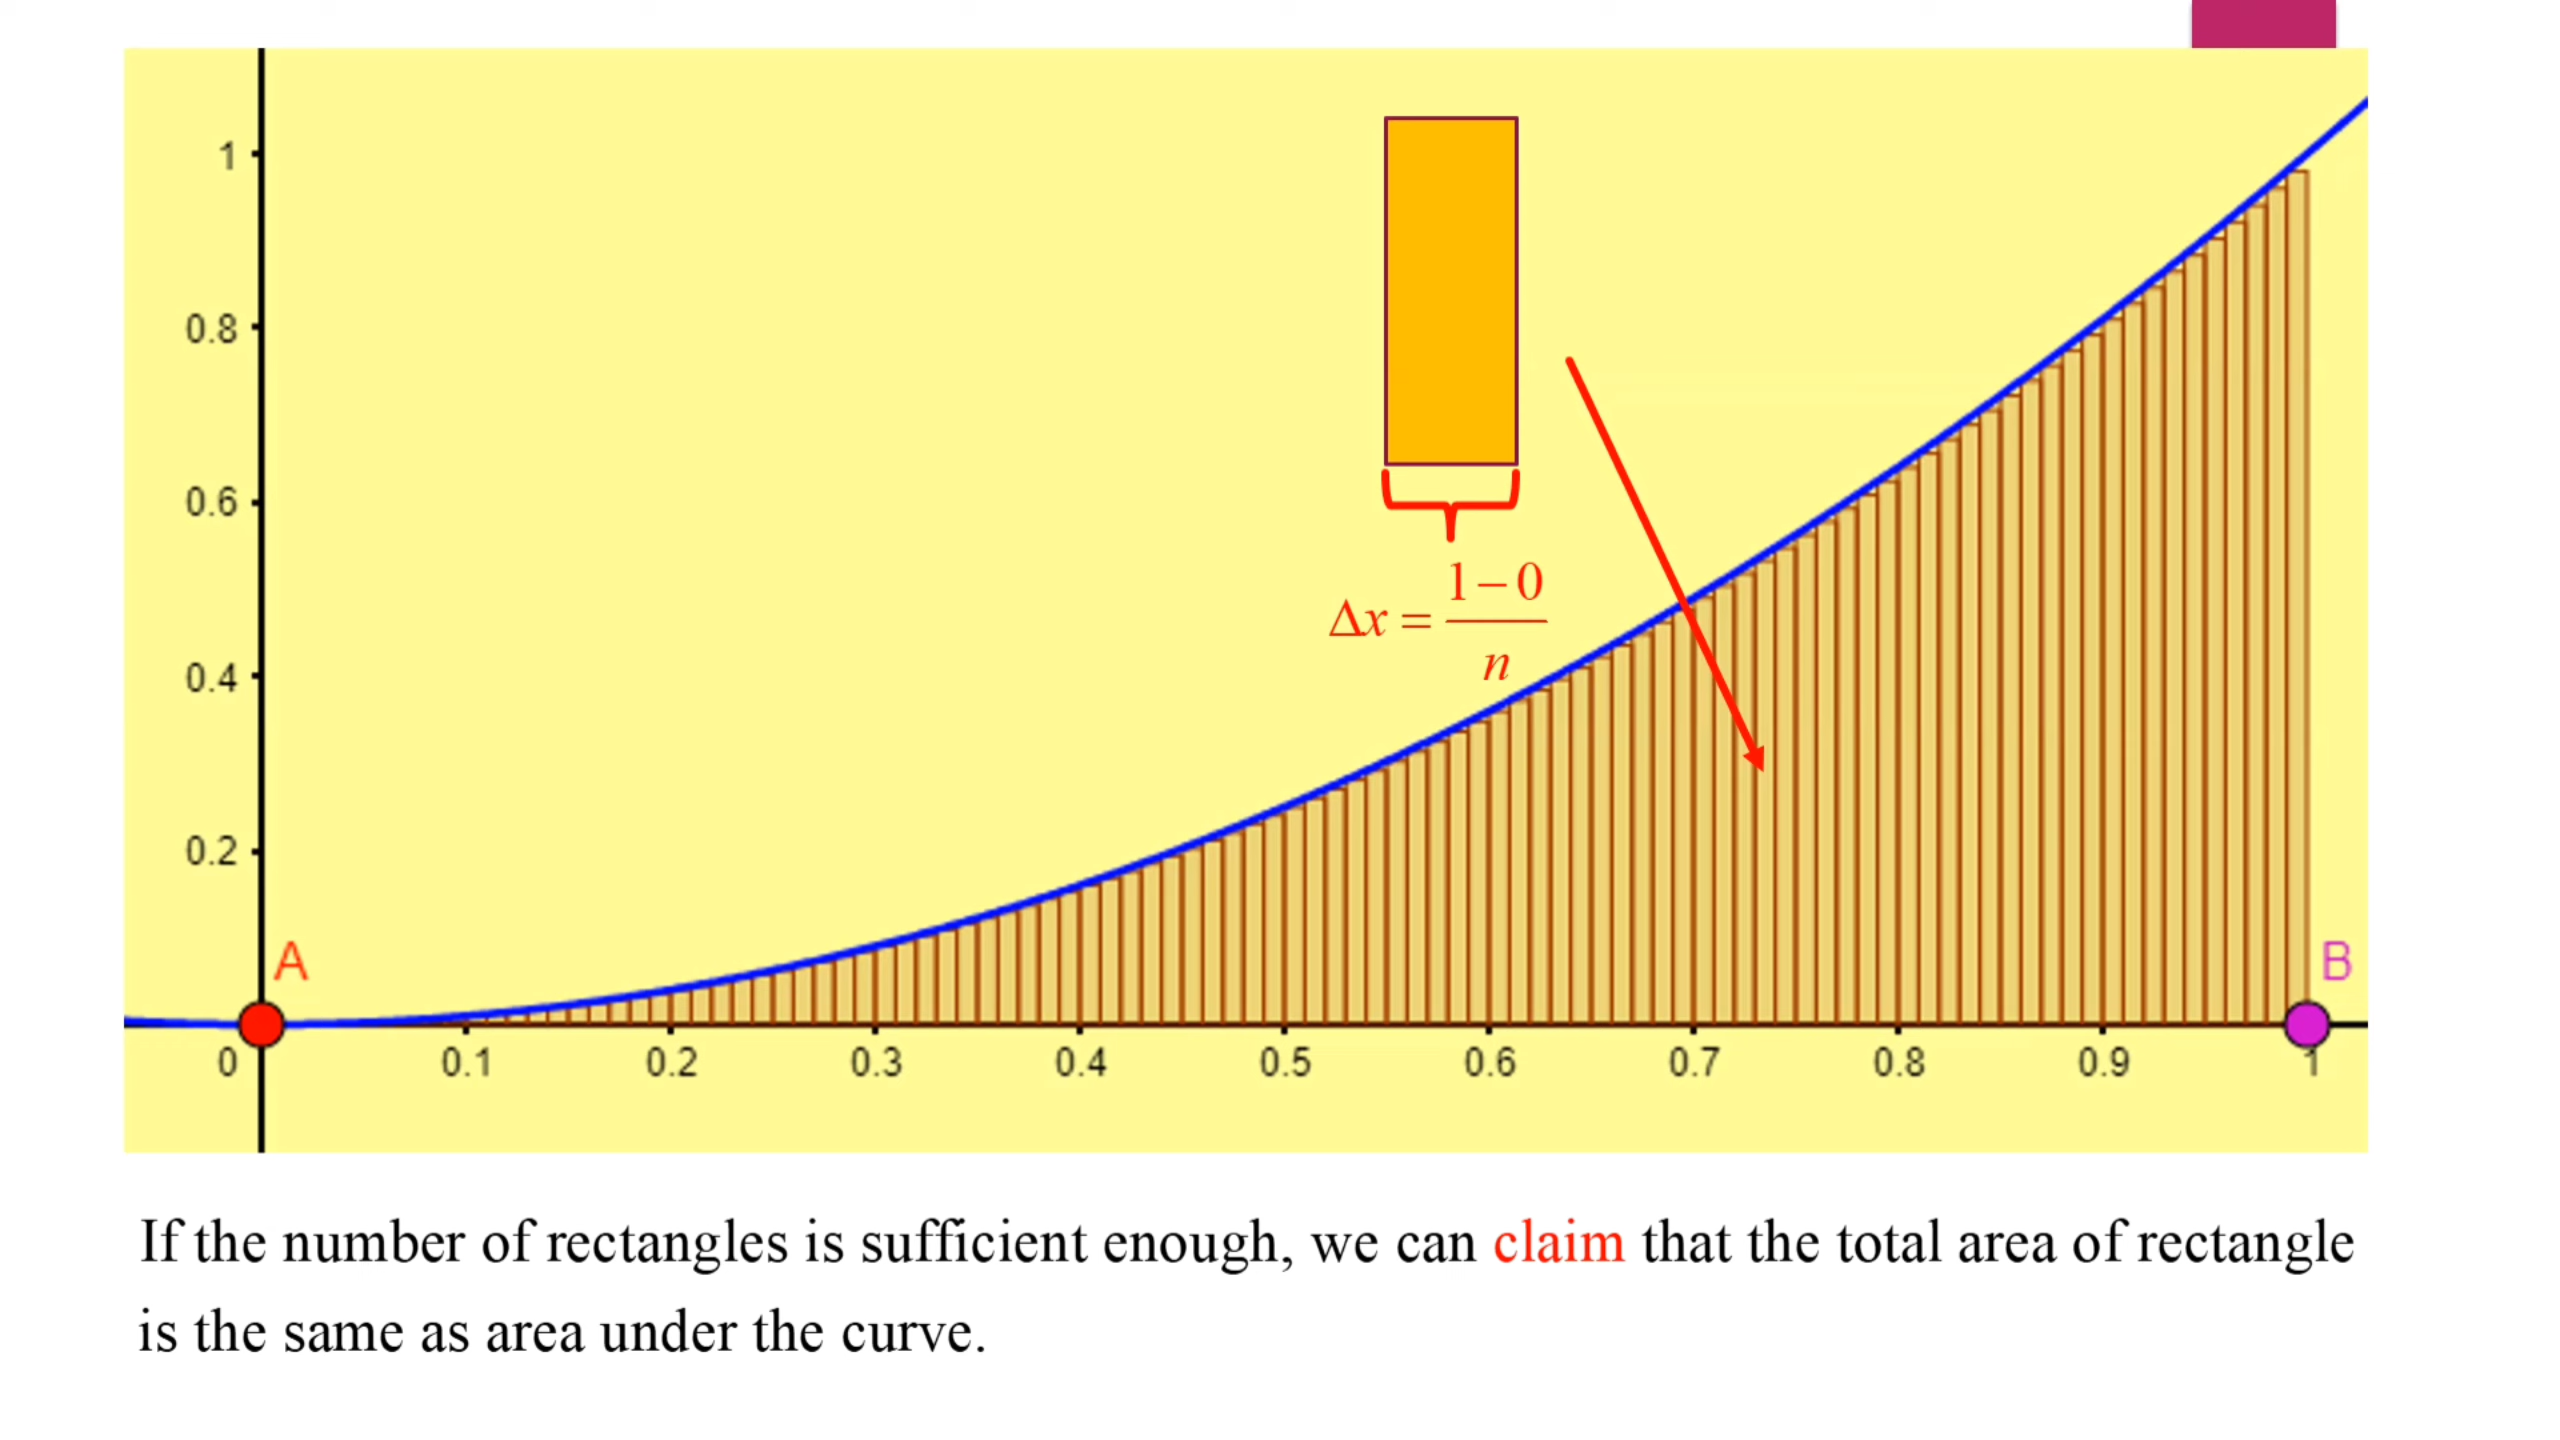 1
0.8
0.6
Δx = (1 − 0)/n
0.4
0.2
A
B
0 0.1 0.2 0.3 0.4 0.5 0.6 0.7 0.8 0.9 1
If the number of rectangles is sufficient enough, we can claim that the total area of rectangle
is the same as area under the curve.